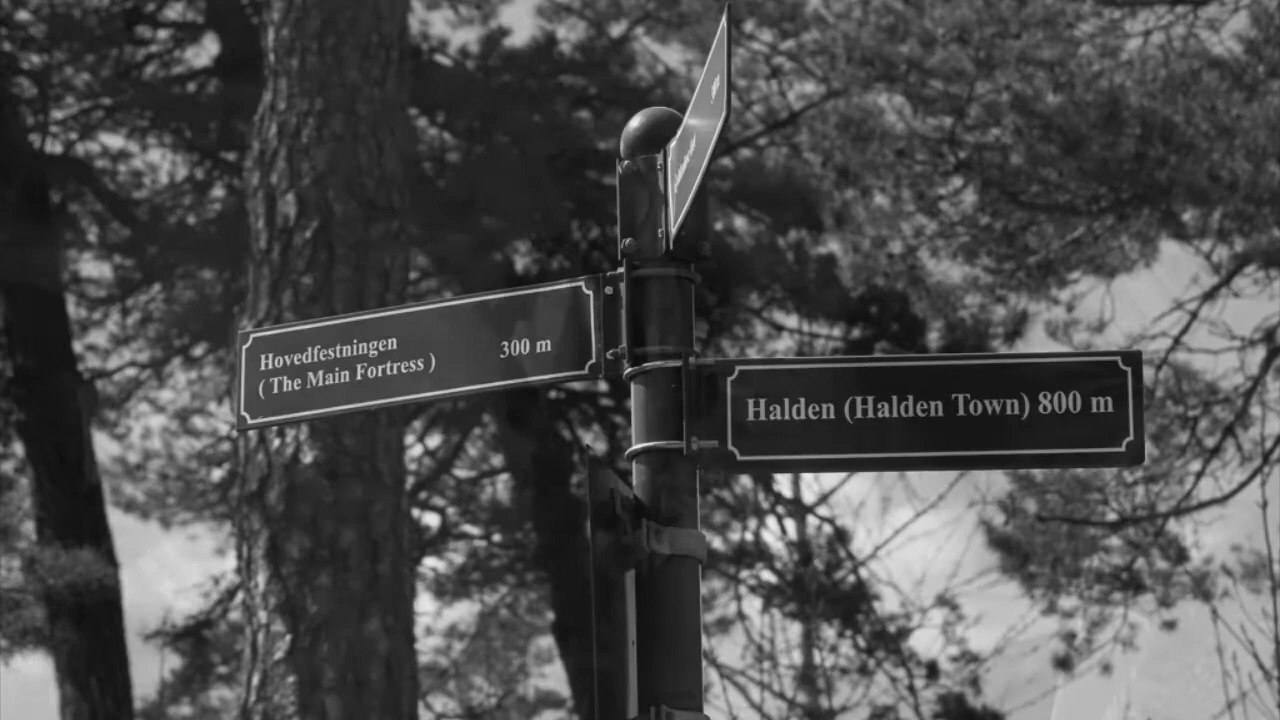 Hovedfestningen
( The Main Fortress )
300 m
Halden (Halden Town) 800 m